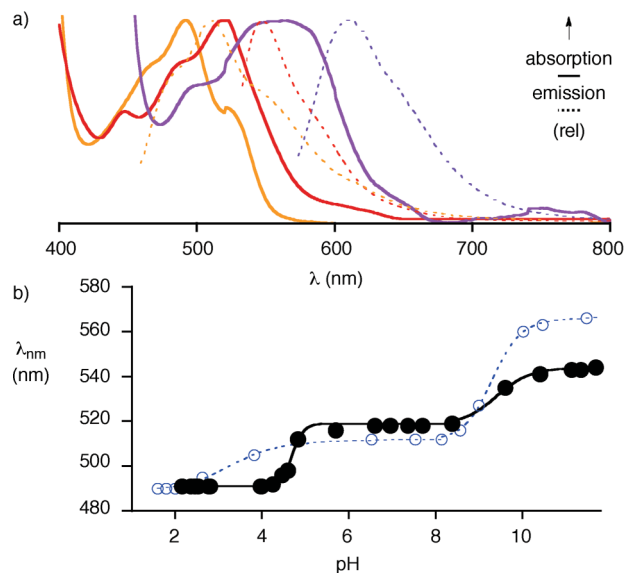 a)
absorption
emission
(rel)
400 500 600 700 800
λ (nm)
b)
580
560
540
520
500
480
λnm
(nm)
2 4 6 8 10
pH